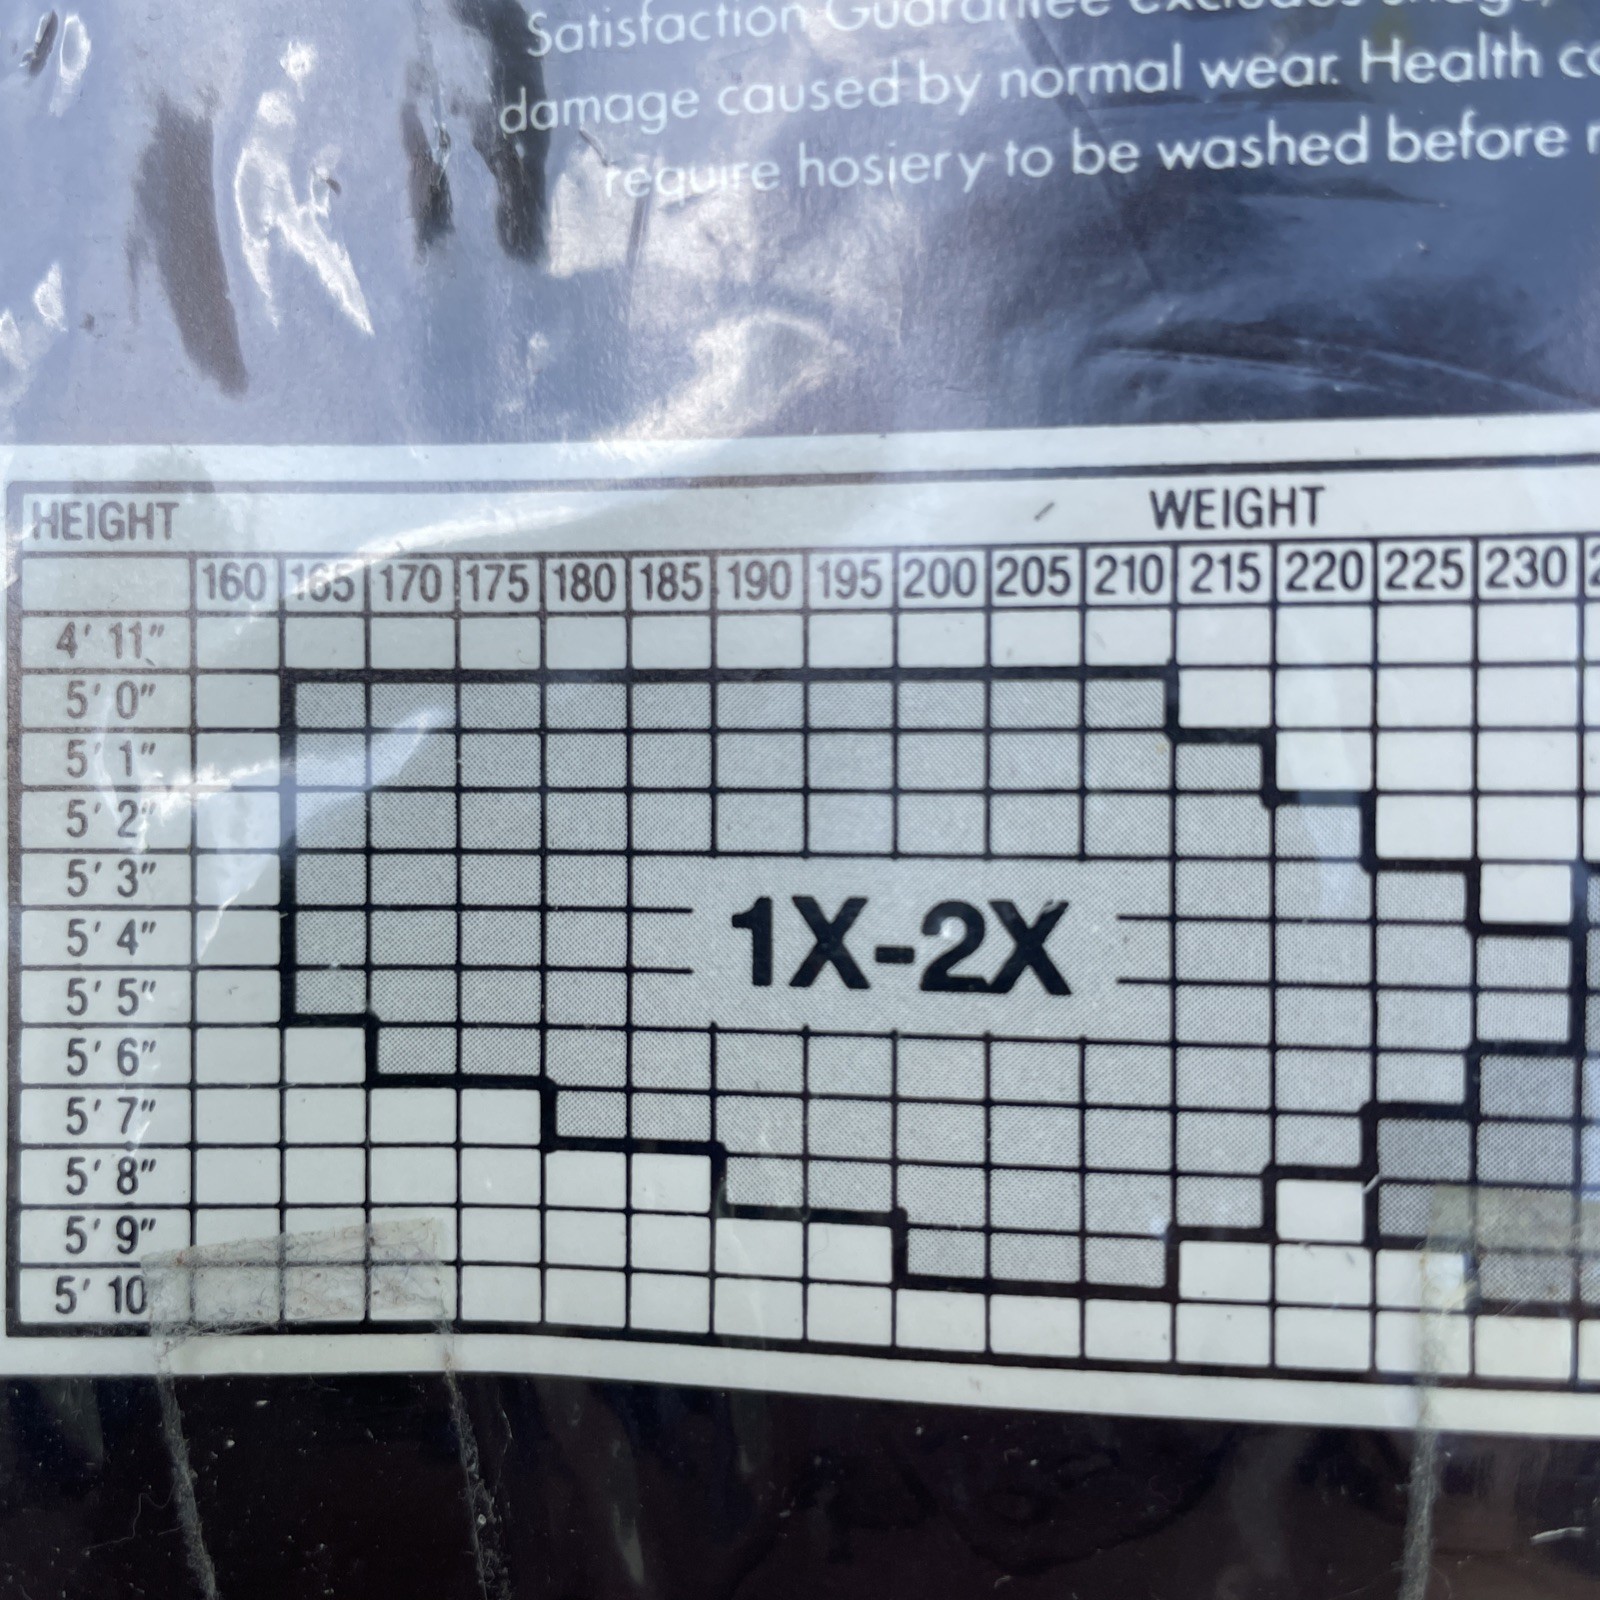 Satisfaction Guarantee excludes
damage caused by normal wear. Health
require hosiery to be washed before
HEIGHT WEIGHT
160 165 170 175 180 185 190 195 200 205 210 215 220 225 230
4' 11"
5' 0"
5' 1"
5' 2"
5' 3"
5' 4"
1X-2X
5' 5"
5' 6"
5' 7"
5' 8"
5' 9"
5' 10